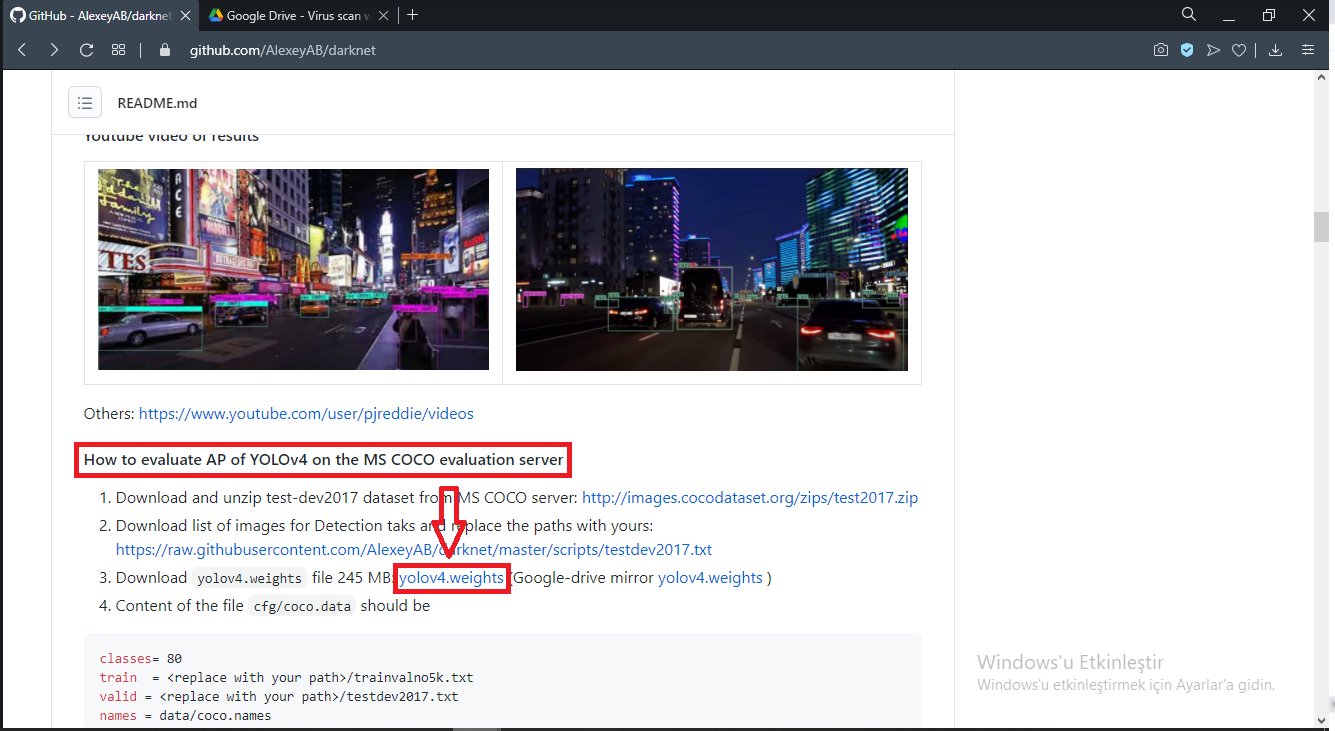 GitHub - AlexeyAB/darknet
Google Drive - Virus scan w
github.com/AlexeyAB/darknet
README.md
Youtube video of results
Others: https://www.youtube.com/user/pjreddie/videos
How to evaluate AP of YOLOv4 on the MS COCO evaluation server
1. Download and unzip test-dev2017 dataset from MS COCO server: http://images.cocodataset.org/zips/test2017.zip
2. Download list of images for Detection taks and replace the paths with yours:
https://raw.githubusercontent.com/AlexeyAB/darknet/master/scripts/testdev2017.txt
3. Download yolov4.weights file 245 MB: yolov4.weights (Google-drive mirror yolov4.weights )
4. Content of the file cfg/coco.data should be
classes= 80
train = <replace with your path>/trainvalno5k.txt
valid = <replace with your path>/testdev2017.txt
names = data/coco.names
Windows'u Etkinleştir
Windows'u etkinleştirmek için Ayarlar'a gidin.